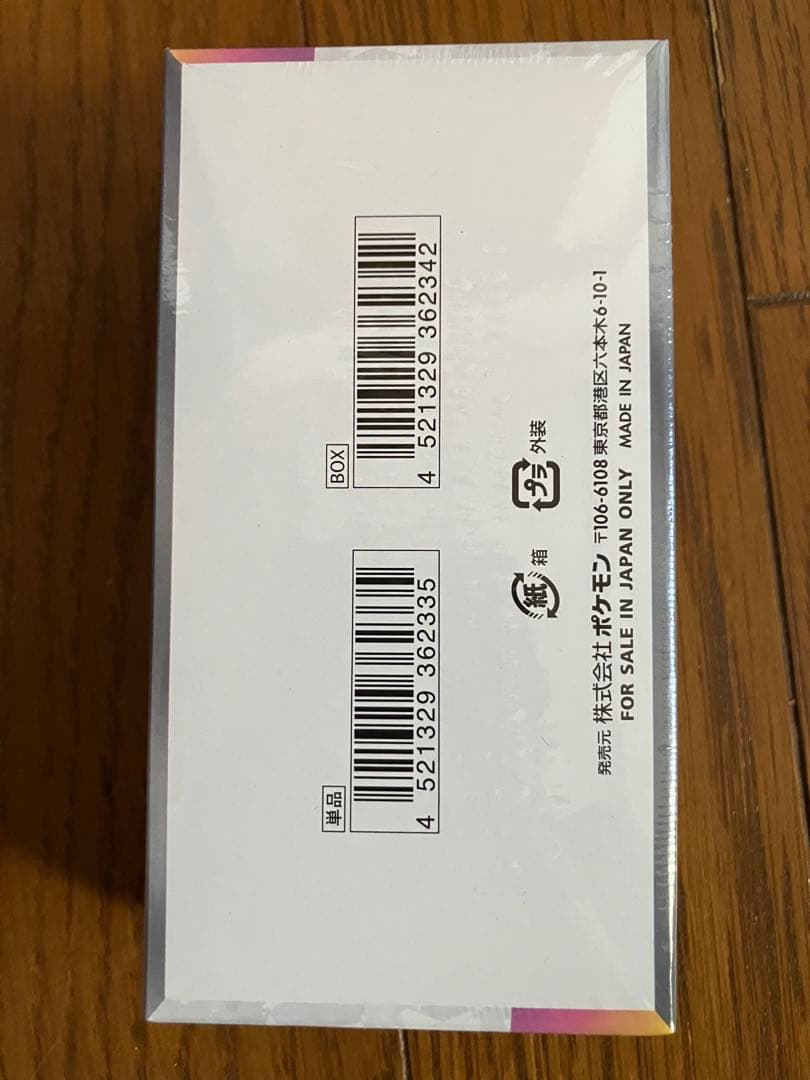 単品
4 521329 362335
BOX
4 521329 362342
紙 箱
プラ 外装
発売元 株式会社 ポケモン 〒106-6108 東京都港区六本木6-10-1
FOR SALE IN JAPAN ONLY MADE IN JAPAN